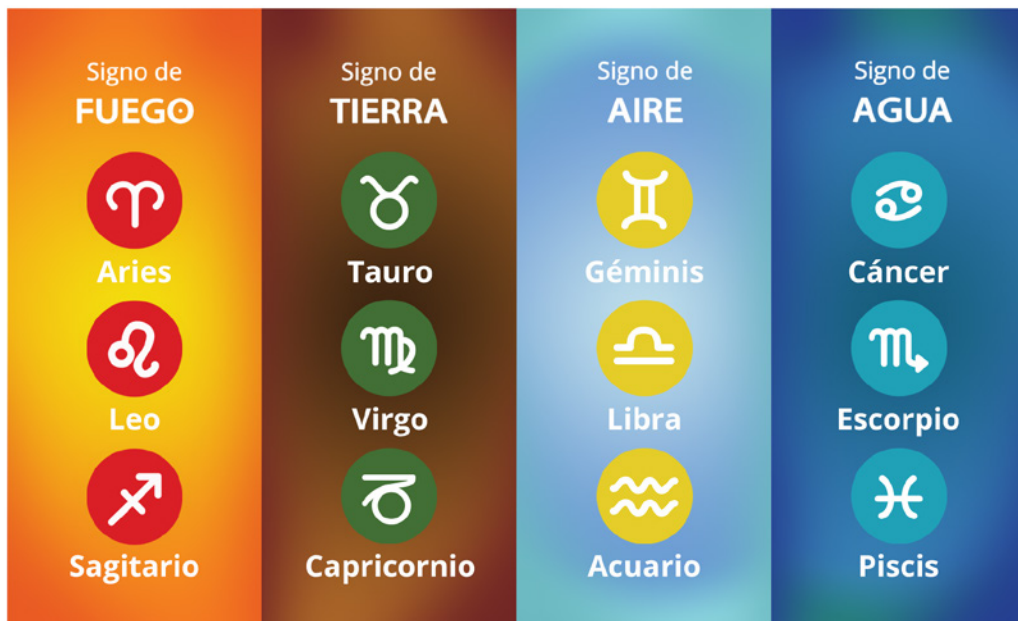 Signo de
FUEGO
Aries
Leo
Sagitario
Signo de
TIERRA
Tauro
Virgo
Capricornio
Signo de
AIRE
Géminis
Libra
Acuario
Signo de
AGUA
Cáncer
Escorpio
Piscis